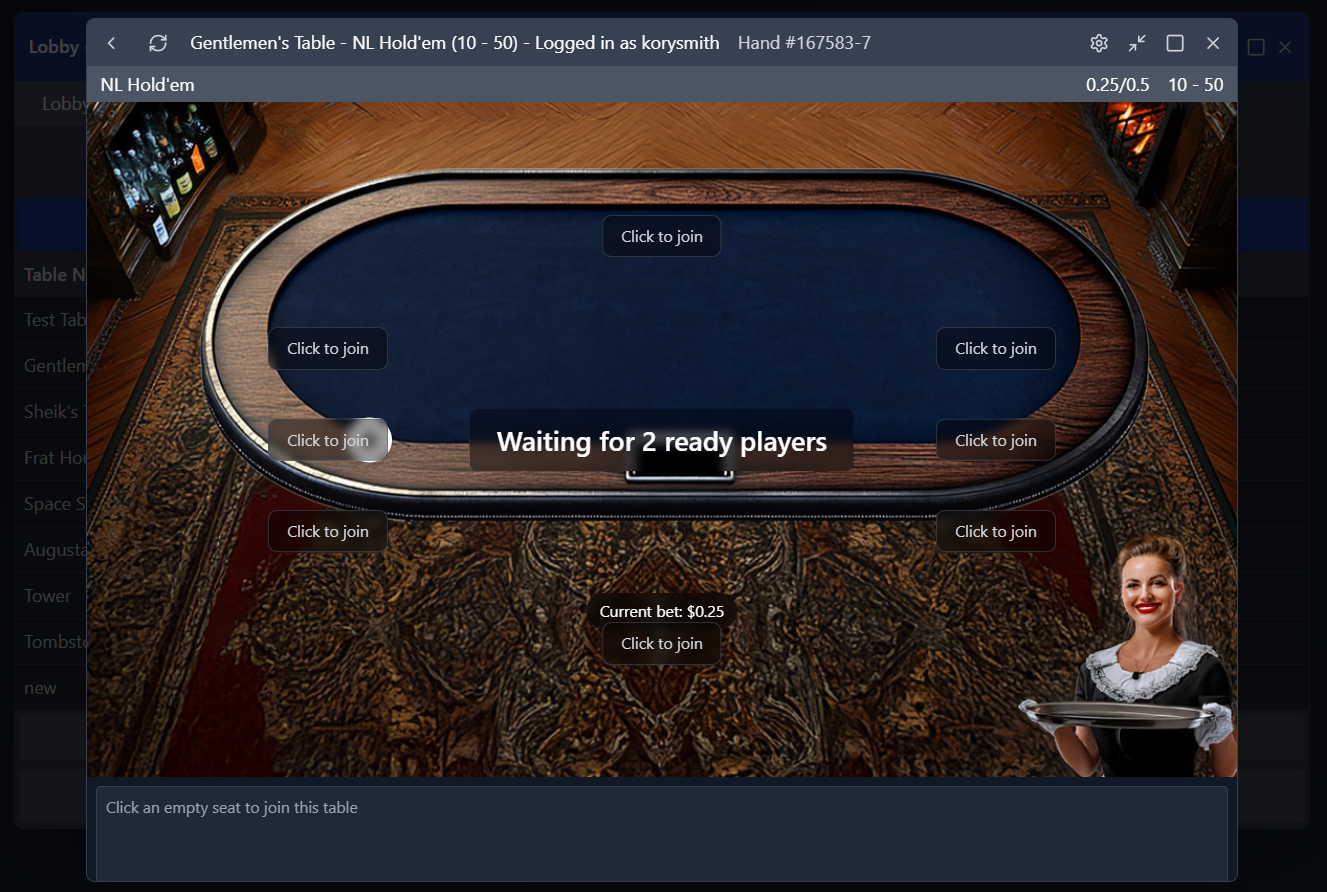 Lobby
Gentlemen's Table - NL Hold'em (10 - 50) - Logged in as korysmith Hand #167583-7
NL Hold'em 0.25/0.5 10 - 50
Lobby
Click to join
Click to join Click to join
Click to join Waiting for 2 ready players Click to join
Click to join Click to join
Current bet: $0.25
Click to join
Click an empty seat to join this table
Table N
Test Tab
Gentlem
Sheik's
Frat Hou
Space S
Augusta
Tower
Tombsto
new